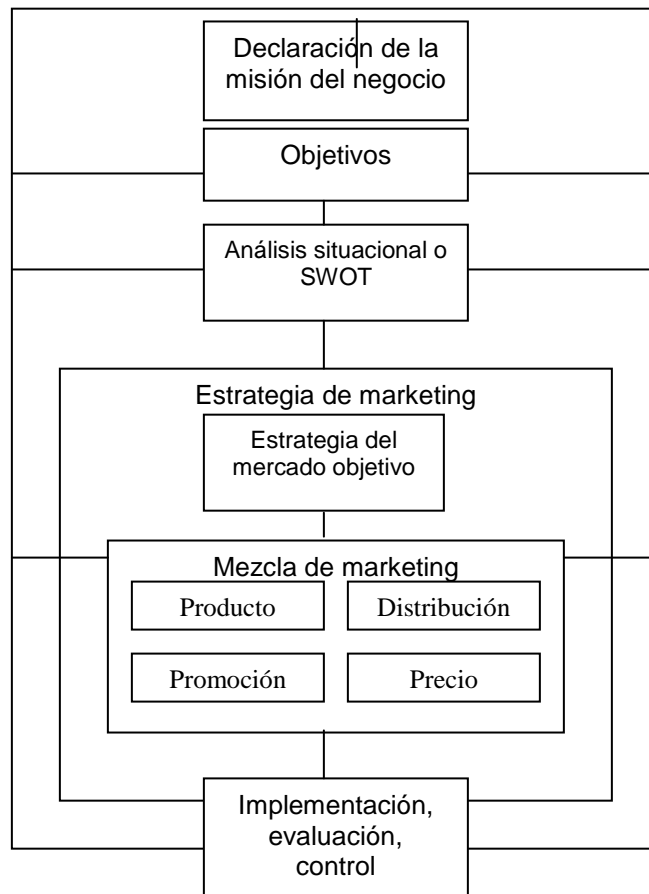 Declaración de la
misión del negocio
Objetivos
Análisis situacional o
SWOT
Estrategia de marketing
Estrategia del
mercado objetivo
Mezcla de marketing
Producto
Distribución
Promoción
Precio
Implementación,
evaluación,
control